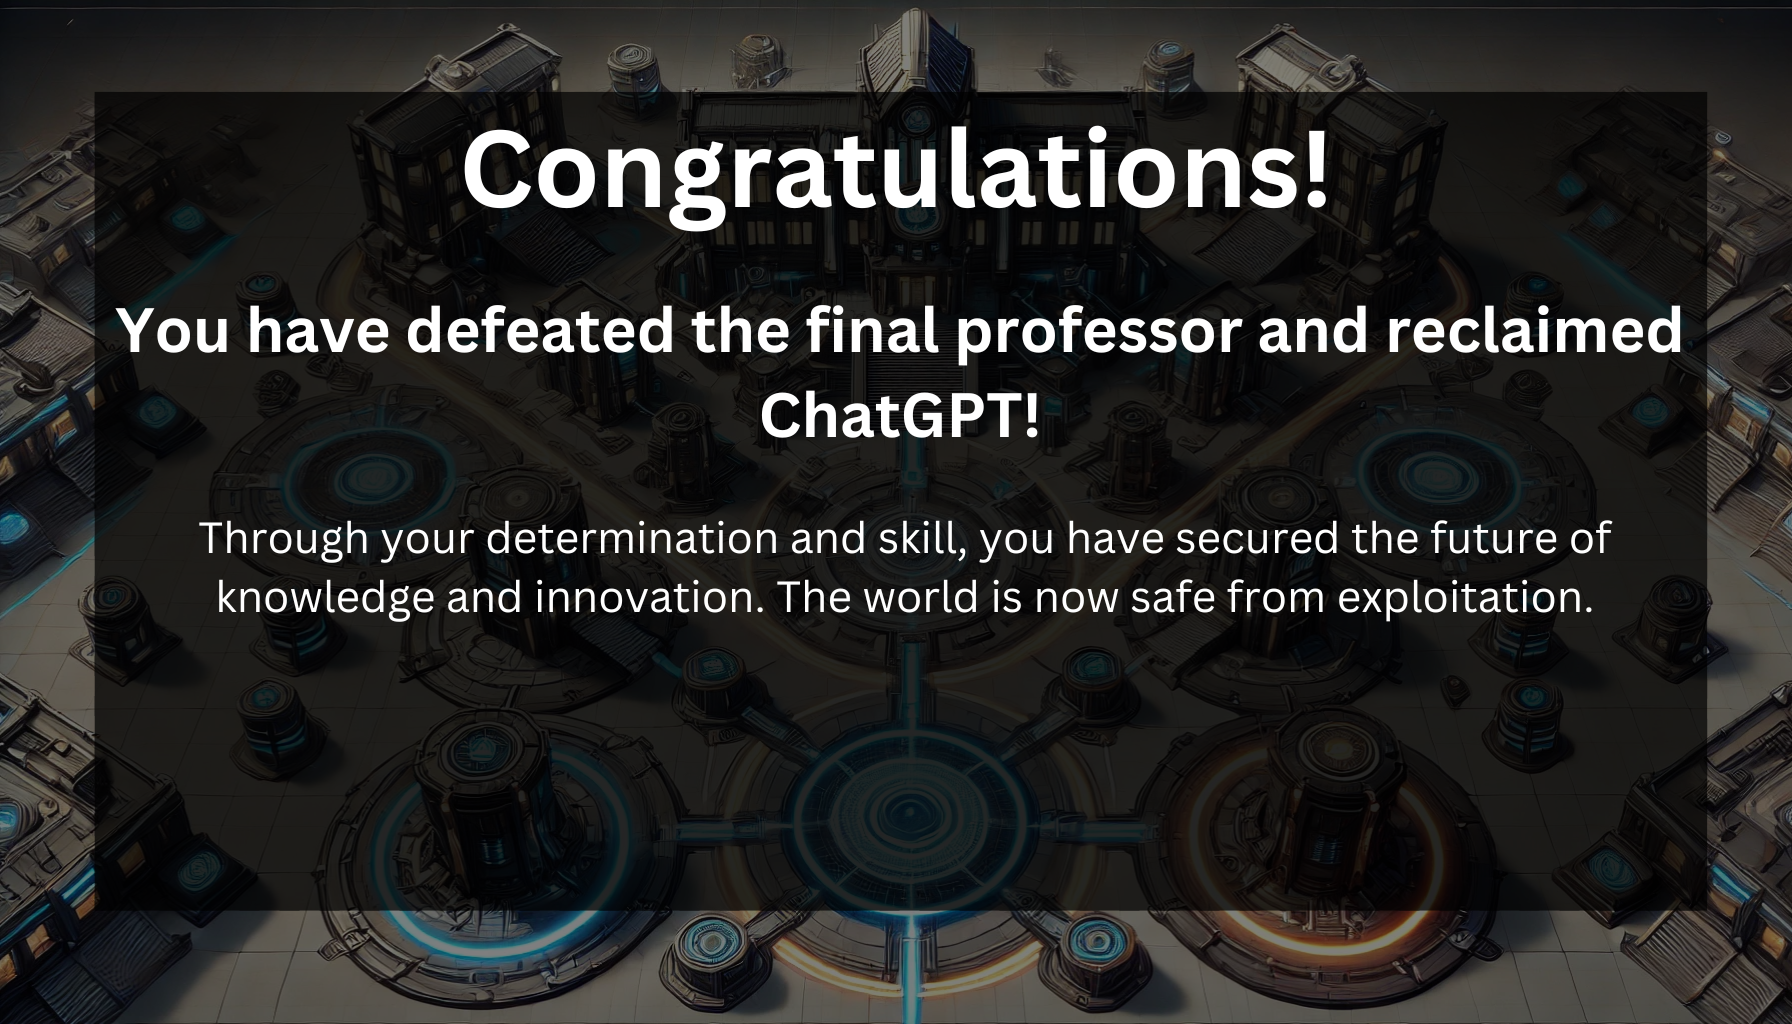 Congratulations!
You have defeated the final professor and reclaimed
ChatGPT!
Through your determination and skill, you have secured the future of
knowledge and innovation. The world is now safe from exploitation.